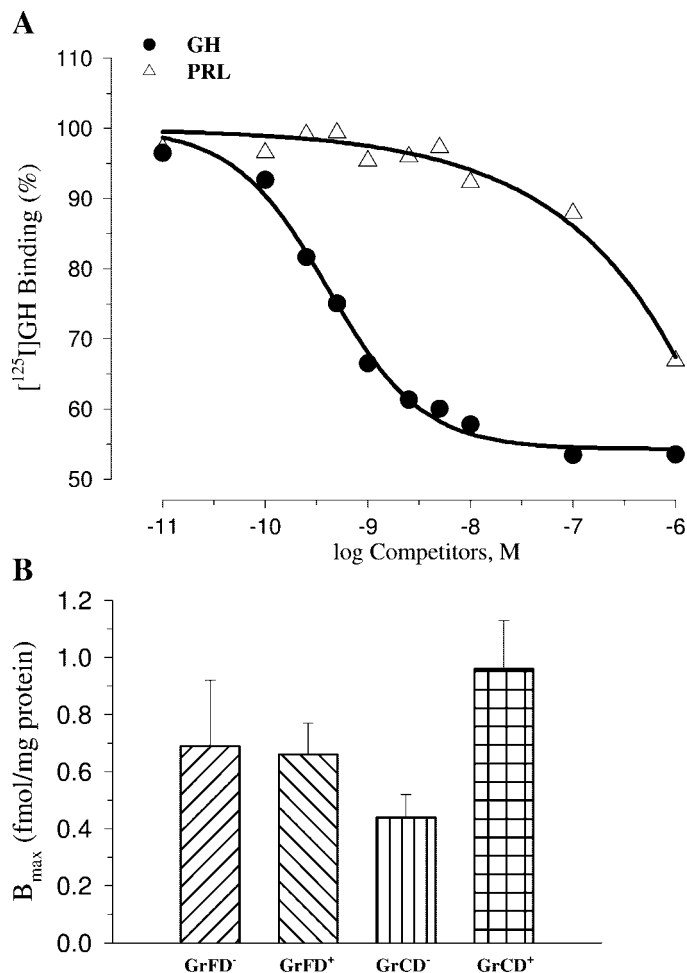 A
GH
PRL
110
100
90
80
70
60
50
[¹²⁵I]GH Binding (%)
-11 -10 -9 -8 -7 -6
log Competitors, M
B
1.2
1.0
0.8
0.6
0.4
0.2
0.0
Bmax (fmol/mg protein)
GrFD⁻ GrFD⁺ GrCD⁻ GrCD⁺